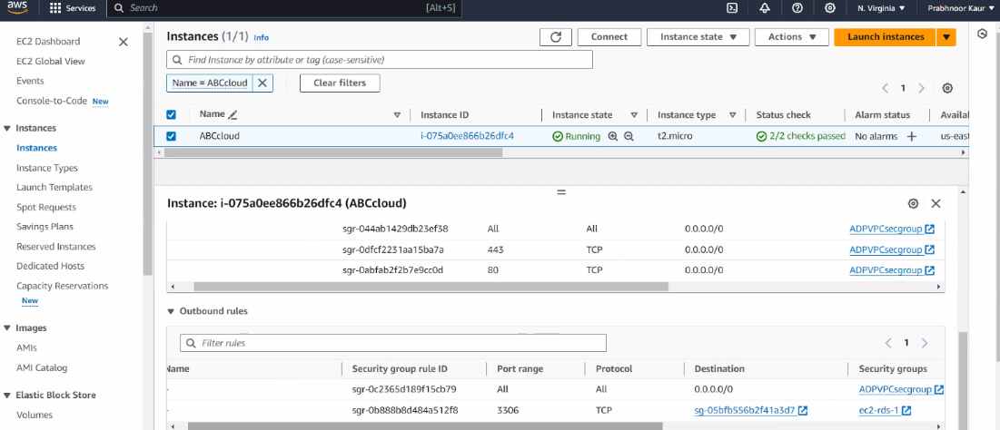 aws Services Search [Alt+S] N. Virginia Prabhnoor Kaur
EC2 Dashboard
EC2 Global View
Events
Console-to-Code New
Instances
Instances
Instance Types
Launch Templates
Spot Requests
Savings Plans
Reserved Instances
Dedicated Hosts
Capacity Reservations
New
Images
AMIs
AMI Catalog
Elastic Block Store
Volumes
Instances (1/1) Info Connect Instance state Actions Launch instances
Find Instance by attribute or tag (case-sensitive)
Name = ABCcloud Clear filters 1
Name Instance ID Instance state Instance type Status check Alarm status Availa
ABCcloud i-075a0ee866b26dfc4 Running t2.micro 2/2 checks passed No alarms us-east
Instance: i-075a0ee866b26dfc4 (ABCcloud)
sgr-044ab1429db23ef38 All All 0.0.0.0/0 ADPVPCsecgroup
sgr-0dfcf2231aa15ba7a 443 TCP 0.0.0.0/0 ADPVPCsecgroup
sgr-0abfab2f2b7e9cc0d 80 TCP 0.0.0.0/0 ADPVPCsecgroup
Outbound rules
Filter rules 1
Name Security group rule ID Port range Protocol Destination Security groups
- sgr-0c2365d189f15cb79 All All 0.0.0.0/0 ADPVPCsecgroup
- sgr-0b888b8d484a512f8 3306 TCP sg-05bfb556b2f41a3d7 ec2-rds-1